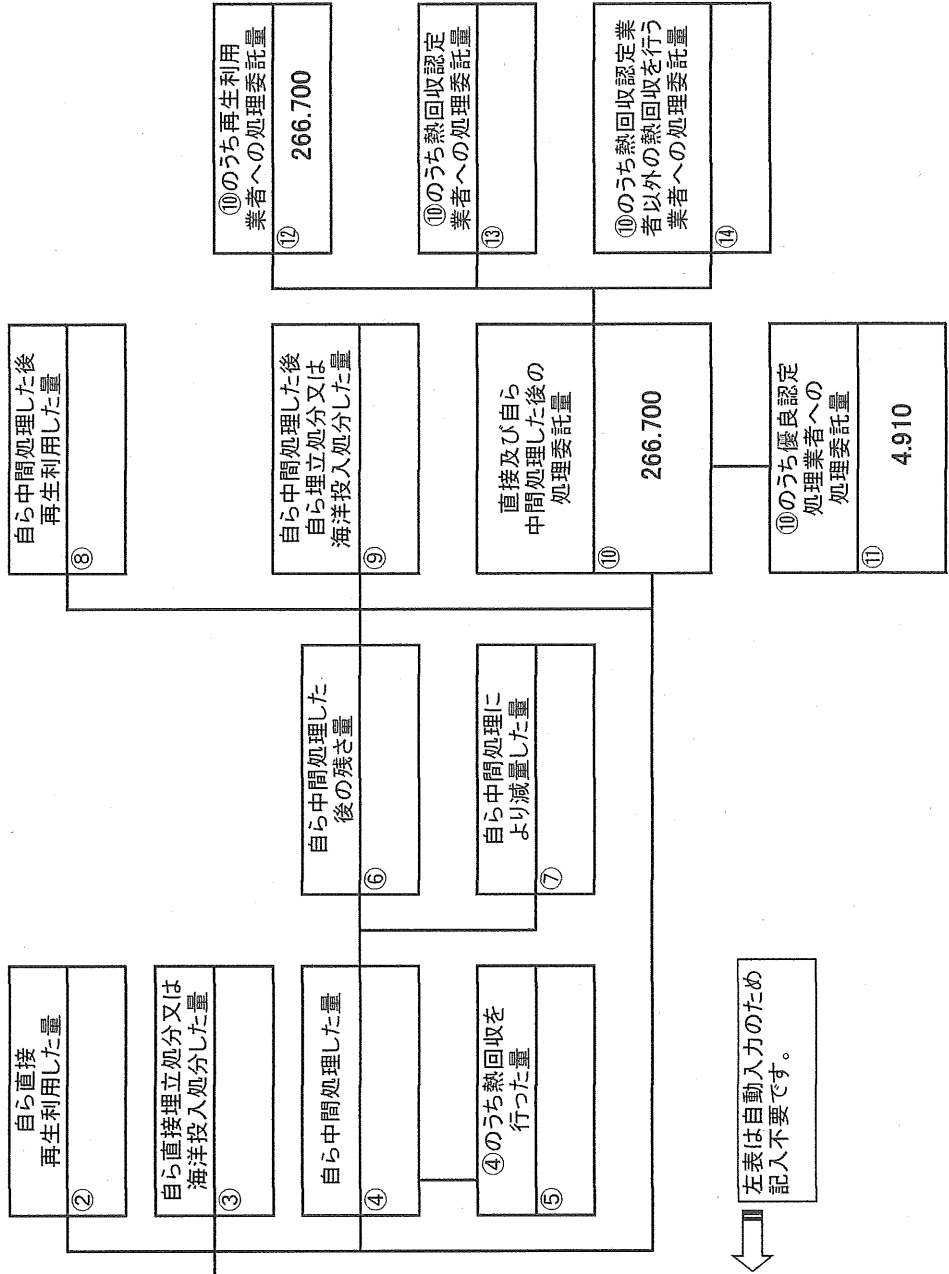 自ら直接
再生利用した量
②
自ら直接埋立処分又は
海洋投入処分した量
③
自ら中間処理した量
④
④のうち熱回収を
行った量
⑤
自ら中間処理した
後の残さ量
⑥
自ら中間処理に
より減量した量
⑦
自ら中間処理した後
再生利用した量
⑧
自ら中間処理した後
自ら埋立処分又は
海洋投入処分した量
⑨
直接及び自ら
中間処理した後の
処理委託量
⑩
266.700
⑩のうち優良認定
処理業者への
処理委託量
⑪
4.910
⑩のうち再生利用
業者への処理委託量
⑫
266.700
⑩のうち熱回収認定
業者への処理委託量
⑬
⑩のうち熱回収認定業
者以外の熱回収を行う
業者への処理委託量
⑭
左表は自動入力のため
記入不要です。